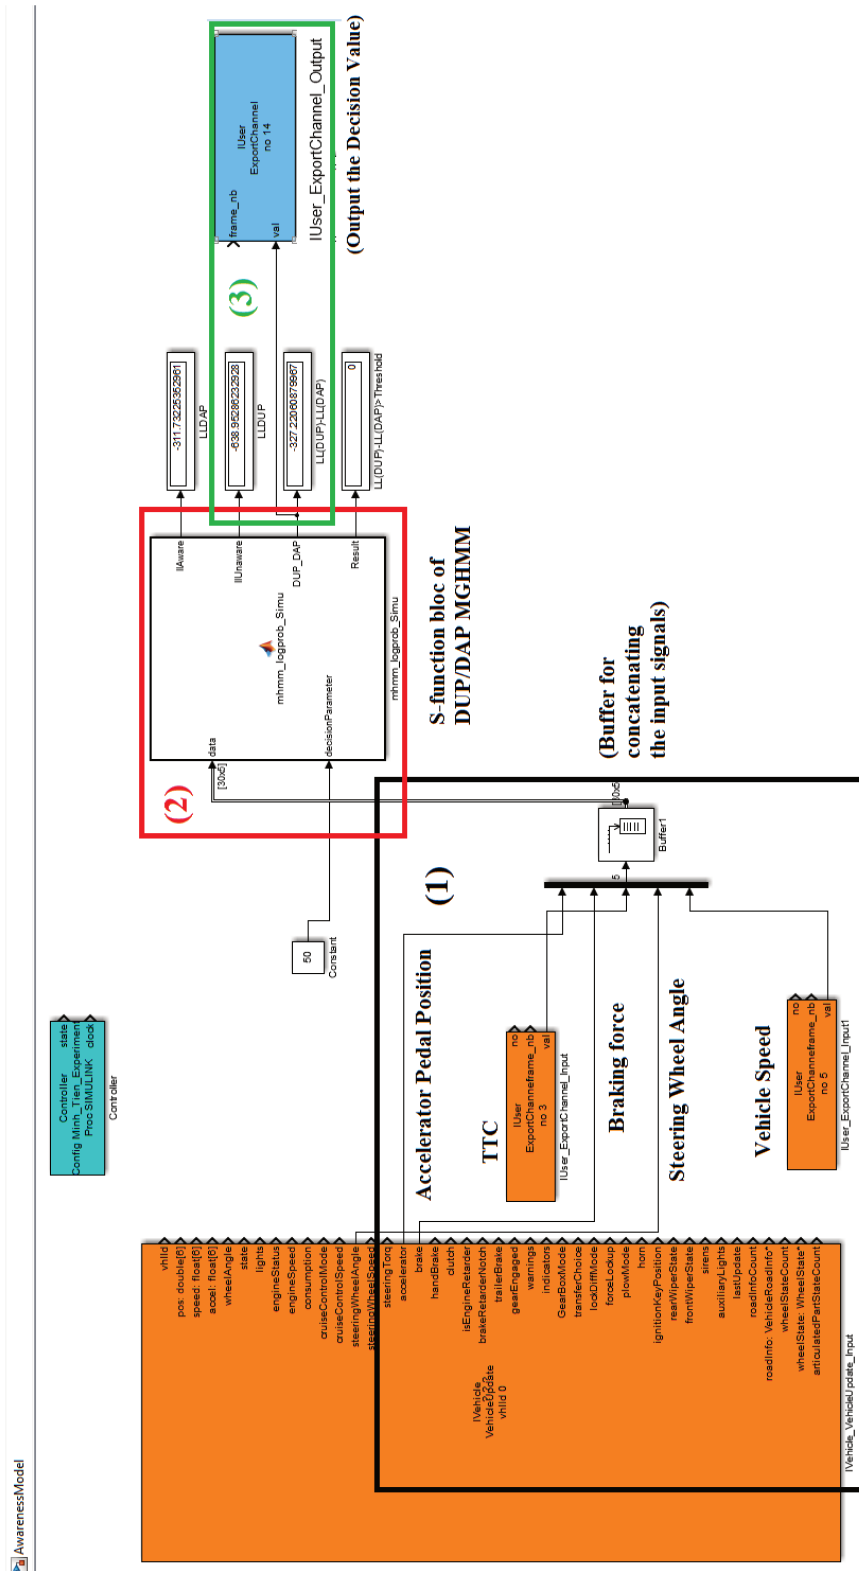 AwarenessModel
Controller
Config Minh_Tien_Experiment
Proc SIMULINK
state
clock
Controller
vhlId
pos: double[6]
speed: float[6]
accel: float[6]
wheelAngle
state
lights
engineStatus
engineSpeed
consumption
cruiseControlMode
cruiseControlSpeed
steeringWheelAngle
steeringWheelSpeed
steeringTorq
accelerator
brake
handBrake
clutch
isEngineRetarder
brakeRetarderNotch
trailerBrake
gearEngaged
warnings
indicators
GearBoxMode
transferChoice
lockDiffMode
forceLockup
plowMode
horn
ignitionKeyPosition
rearWiperState
frontWiperState
sirens
auxiliaryLights
lastUpdate
roadInfoCount
roadInfo: VehicleRoadInfo*
wheelStateCount
wheelState: WheelState*
articulatedPartStateCount
IVehicle
VehicleUpdate
vhlId 0
IVehicle_VehicleUpdate_Input
Accelerator Pedal Position
TTC
IUser
ExportChannel
no 3
no
frame_nb
val
IUser_ExportChannel_Input
Braking force
Steering Wheel Angle
Vehicle Speed
IUser
ExportChannel
no 5
no
frame_nb
val
IUser_ExportChannel_Input1
(1)
5
[30x5]
Buffer1
(Buffer for
concatenating
the input signals)
50
Constant
(2)
[30x5]
data
decisionParameter
mhmm_logprob_Simu
llAware
llUnaware
DUP_DAP
Result
mhmm_logprob_Simu
S-function bloc of
DUP/DAP MGHMM
-311.73225352961
LLDAP
-638.95286232928
LLDUP
-327.22060879967
LL(DUP)-LL(DAP)
0
LL(DUP)-LL(DAP)>Threshold
(3)
frame_nb
val
IUser
ExportChannel
no 14
IUser_ExportChannel_Output
(Output the Decision Value)